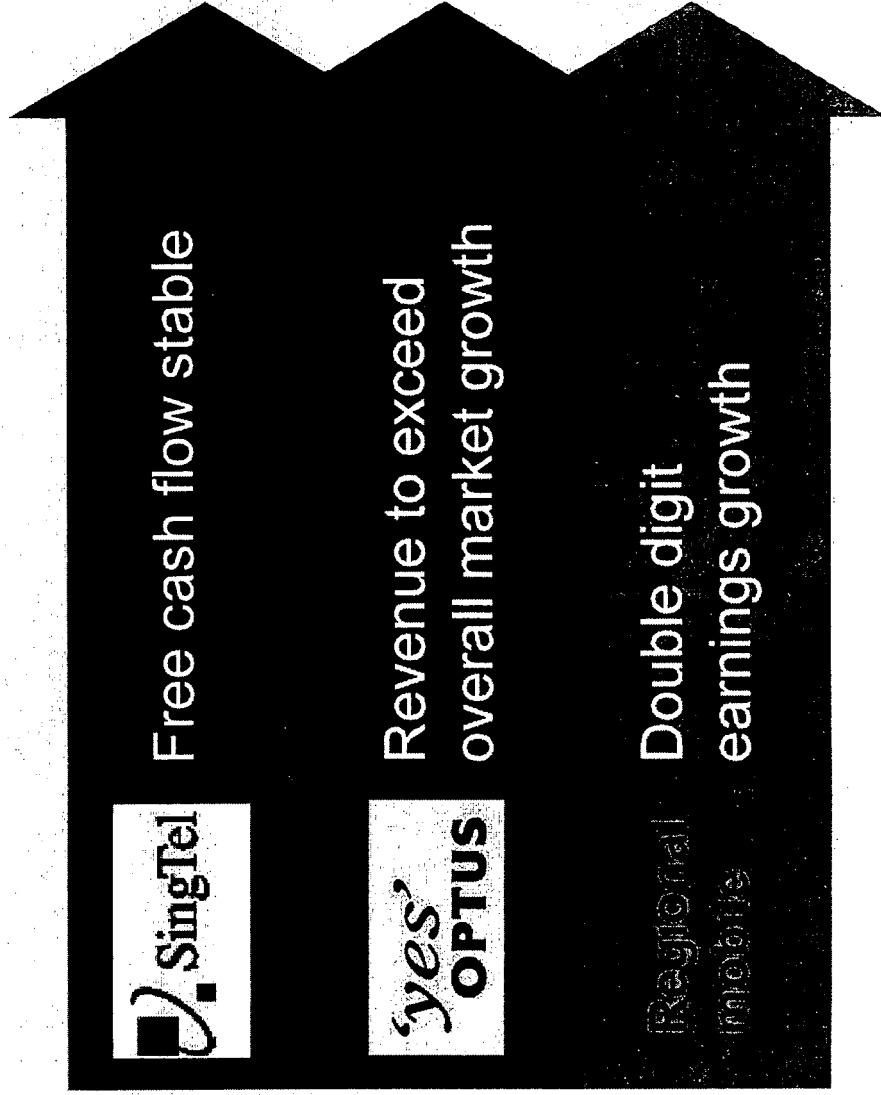 SingTel
Free cash flow stable
'yes'
OPTUS
Revenue to exceed
overall market growth
Regional
mobile
Double digit
earnings growth